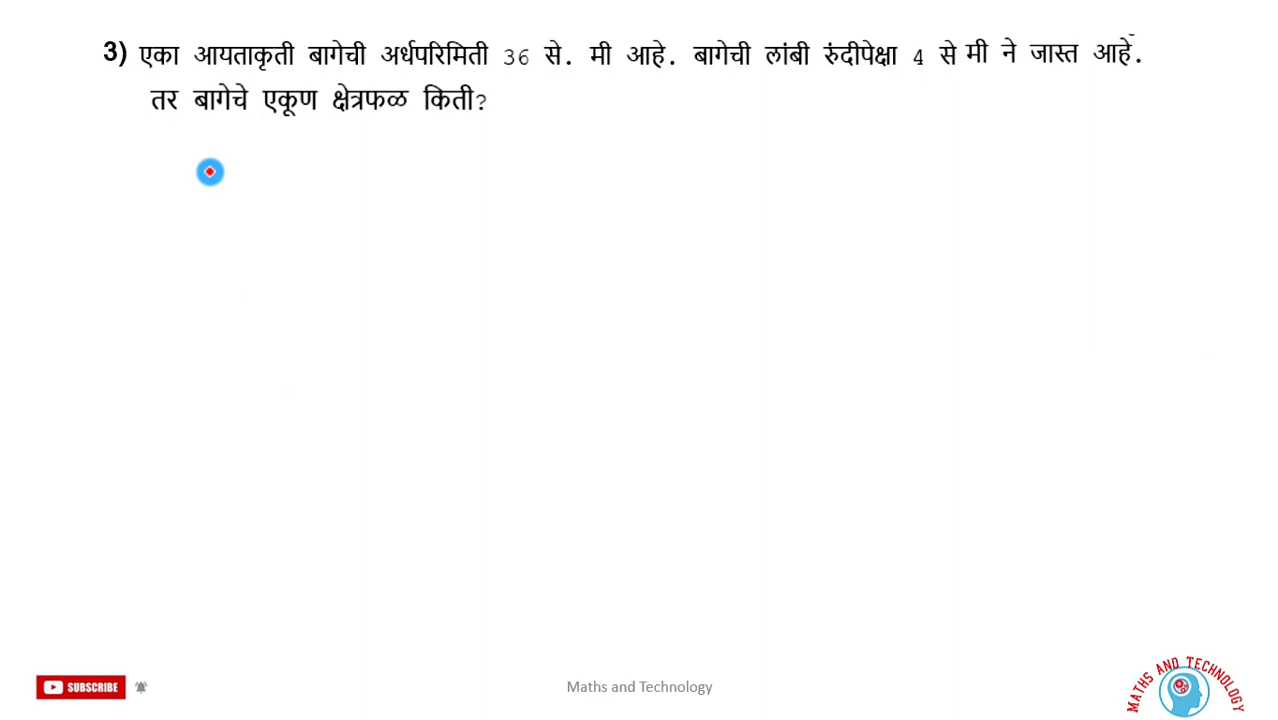 3) एका आयताकृती बागेची अर्धपरिमिती 36 से. मी आहे. बागेची लांबी रुंदीपेक्षा 4 से मी ने जास्त आहे.
तर बागेचे एकूण क्षेत्रफळ किती?
SUBSCRIBE
Maths and Technology
MATHS AND TECHNOLOGY